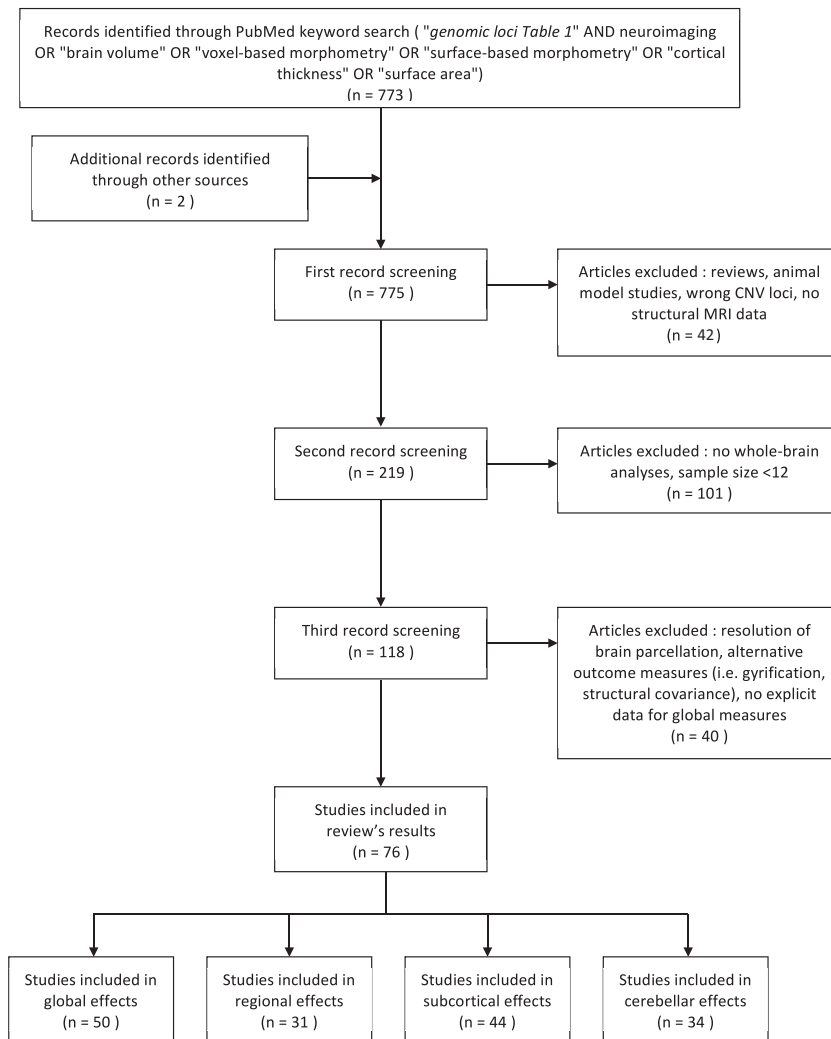 Records identified through PubMed keyword search ( "genomic loci Table 1" AND neuroimaging
OR "brain volume" OR "voxel-based morphometry" OR "surface-based morphometry" OR "cortical
thickness" OR "surface area")
(n = 773 )
Additional records identified
through other sources
(n = 2 )
First record screening
(n = 775 )
Articles excluded : reviews, animal
model studies, wrong CNV loci, no
structural MRI data
(n = 42 )
Second record screening
(n = 219 )
Articles excluded : no whole-brain
analyses, sample size <12
(n = 101 )
Third record screening
(n = 118 )
Articles excluded : resolution of
brain parcellation, alternative
outcome measures (i.e. gyrification,
structural covariance), no explicit
data for global measures
(n = 40 )
Studies included in
review's results
(n = 76 )
Studies included in
global effects
(n = 50 )
Studies included in
regional effects
(n = 31 )
Studies included in
subcortical effects
(n = 44 )
Studies included in
cerebellar effects
(n = 34 )